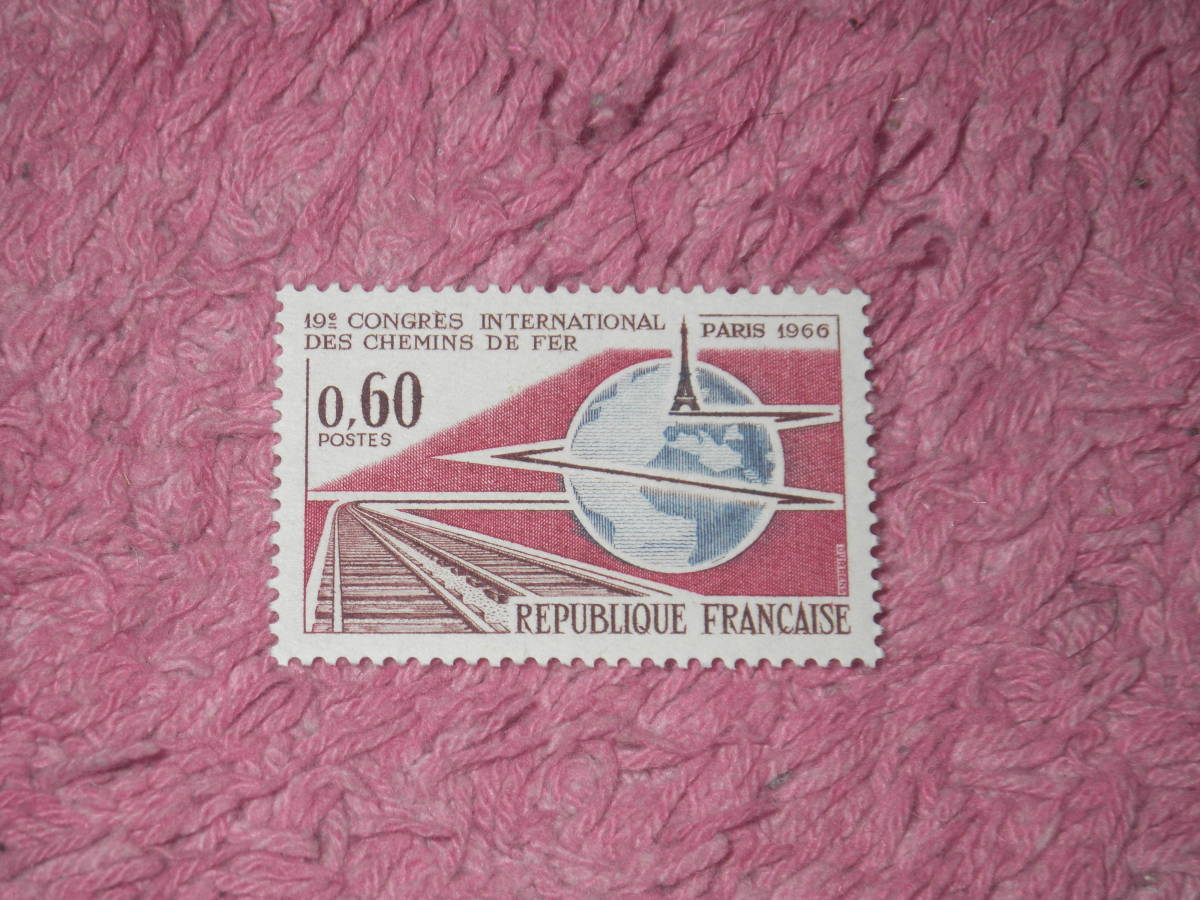 19e CONGRÈS INTERNATIONAL
DES CHEMINS DE FER
PARIS 1966
0,60
POSTES
REPUBLIQUE FRANÇAISE